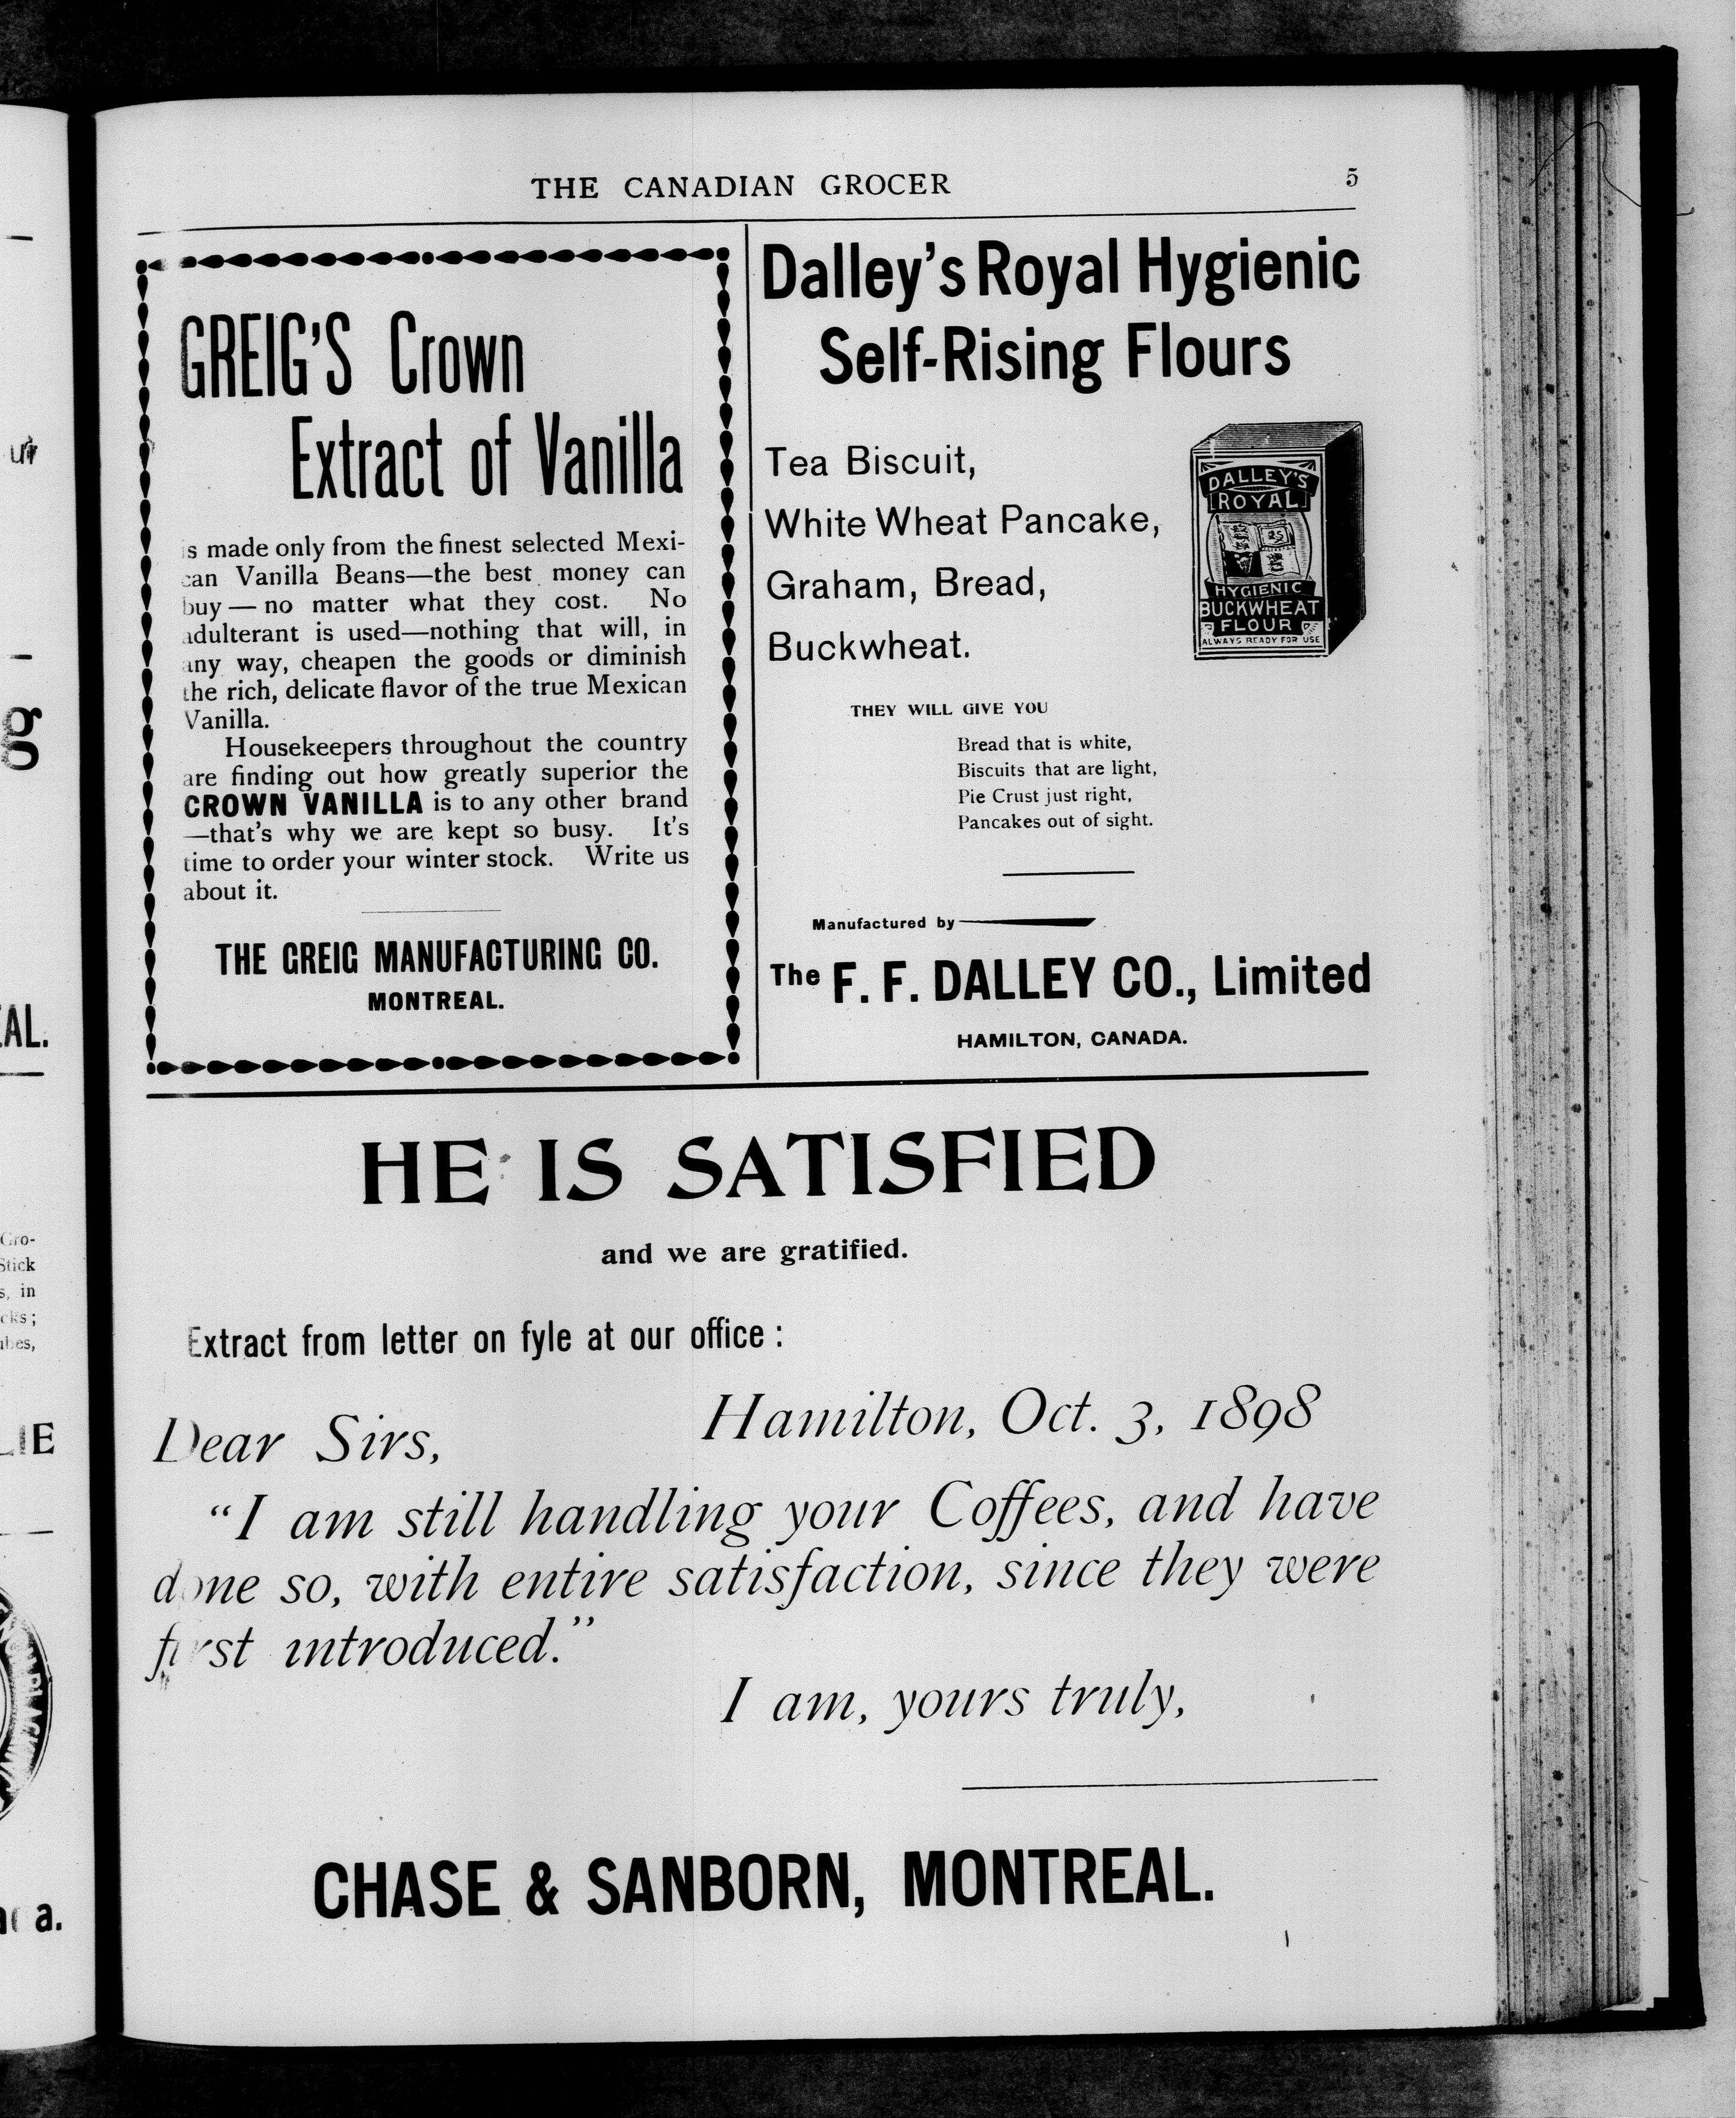 THE CANADIAN GROCER
5
GREIG'S Crown
Extract of Vanilla
is made only from the finest selected Mexi-
can Vanilla Beans—the best money can
buy — no matter what they cost. No
adulterant is used—nothing that will, in
any way, cheapen the goods or diminish
the rich, delicate flavor of the true Mexican
Vanilla.
Housekeepers throughout the country
are finding out how greatly superior the
CROWN VANILLA is to any other brand
—that's why we are kept so busy. It's
time to order your winter stock. Write us
about it.
THE GREIG MANUFACTURING CO.
MONTREAL.
Dalley's Royal Hygienic
Self-Rising Flours
Tea Biscuit,
White Wheat Pancake,
Graham, Bread,
Buckwheat.
DALLEY'S
ROYAL
HYGIENIC
BUCKWHEAT
FLOUR
ALWAYS READY FOR USE
THEY WILL GIVE YOU
Bread that is white,
Biscuits that are light,
Pie Crust just right,
Pancakes out of sight.
Manufactured by
The F. F. DALLEY CO., Limited
HAMILTON, CANADA.
HE IS SATISFIED
and we are gratified.
Extract from letter on fyle at our office :
Hamilton, Oct. 3, 1898
Dear Sirs,
"I am still handling your Coffees, and have
done so, with entire satisfaction, since they were
first introduced."
I am, yours truly,
CHASE & SANBORN, MONTREAL.
g
EAL.
Gro-
Stick
s, in
cks ;
ubes,
LIE
a.